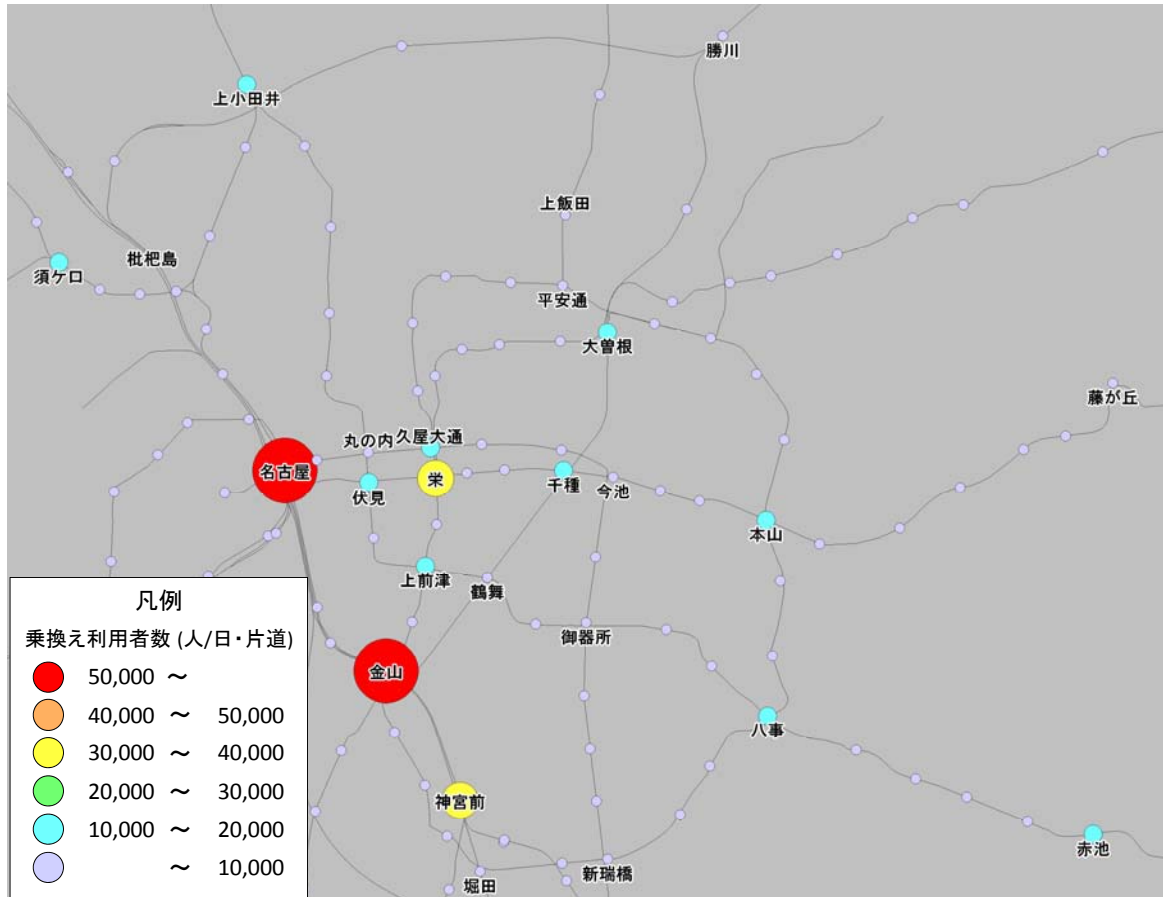 勝川
上小田井
上飯田
枇杷島
須ケ口
平安通
大曽根
藤が丘
丸の内
久屋大通
名古屋
栄
伏見
千種
今池
本山
上前津
鶴舞
御器所
金山
八事
神宮前
赤池
新瑞橋
堀田
凡例
乗換え利用者数 (人/日・片道)
50,000 ～
40,000 ～ 50,000
30,000 ～ 40,000
20,000 ～ 30,000
10,000 ～ 20,000
～ 10,000